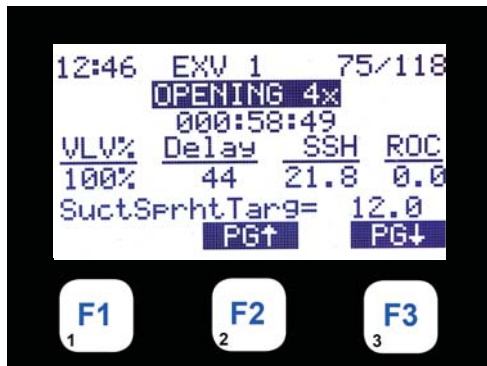 12:46 EXV 1 75/118
OPENING 4x
000:58:49
VLV% Delay SSH ROC
100% 44 21.8 0.0
SuctSprhtTarg= 12.0
PG↑ PG↓
F1 F2 F3
1 2 3